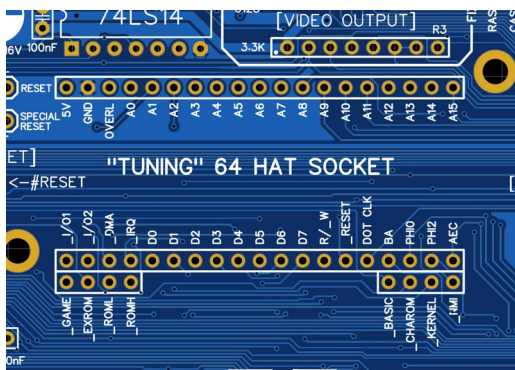 74LS14
[VIDEO OUTPUT]
R3
16V 100nF
3.3K
RESET
SPECIAL
RESET
5V GND OVERL A0 A1 A2 A3 A4 A5 A6 A7 A8 A9 A10 A11 A12 A13 A14 A15
ET]
"TUNING" 64 HAT SOCKET
<-#RESET
[
_I/O1 _I/O2 _DMA _IRQ D0 D1 D2 D3 D4 D5 D6 D7 R/_W _RESET DOT CLK BA PHI0 PHI2 AEC
_GAME _EXROM _ROML _ROMH _BASIC _CHAROM _KERNEL _NMI
0nF